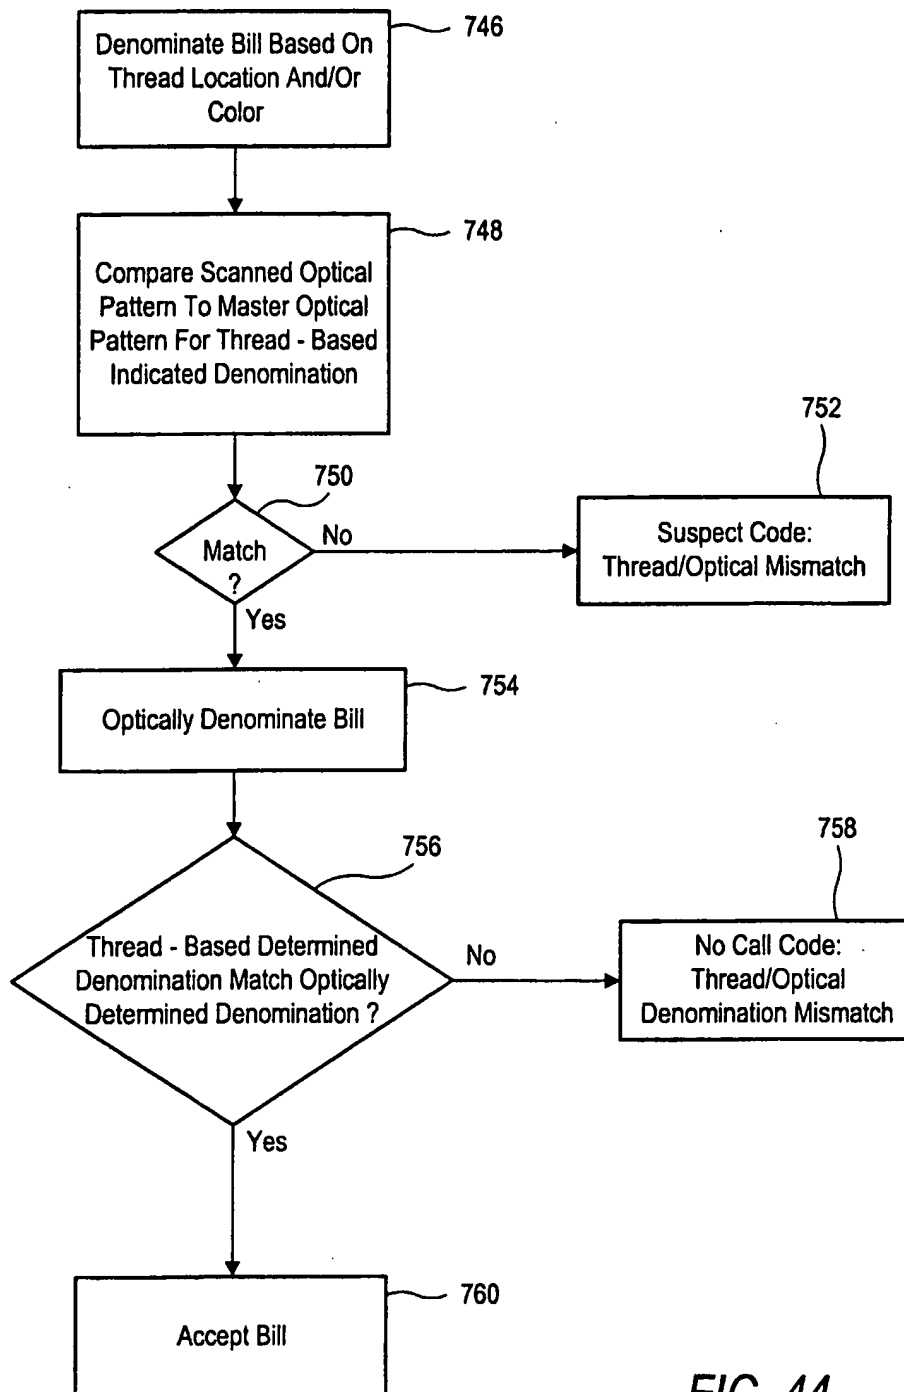 Denominate Bill Based On
Thread Location And/Or
Color
746
Compare Scanned Optical
Pattern To Master Optical
Pattern For Thread - Based
Indicated Denomination
748
750
Match
?
No
Yes
752
Suspect Code:
Thread/Optical Mismatch
Optically Denominate Bill
754
756
Thread - Based Determined
Denomination Match Optically
Determined Denomination ?
No
Yes
758
No Call Code:
Thread/Optical
Denomination Mismatch
Accept Bill
760
FIG. 44